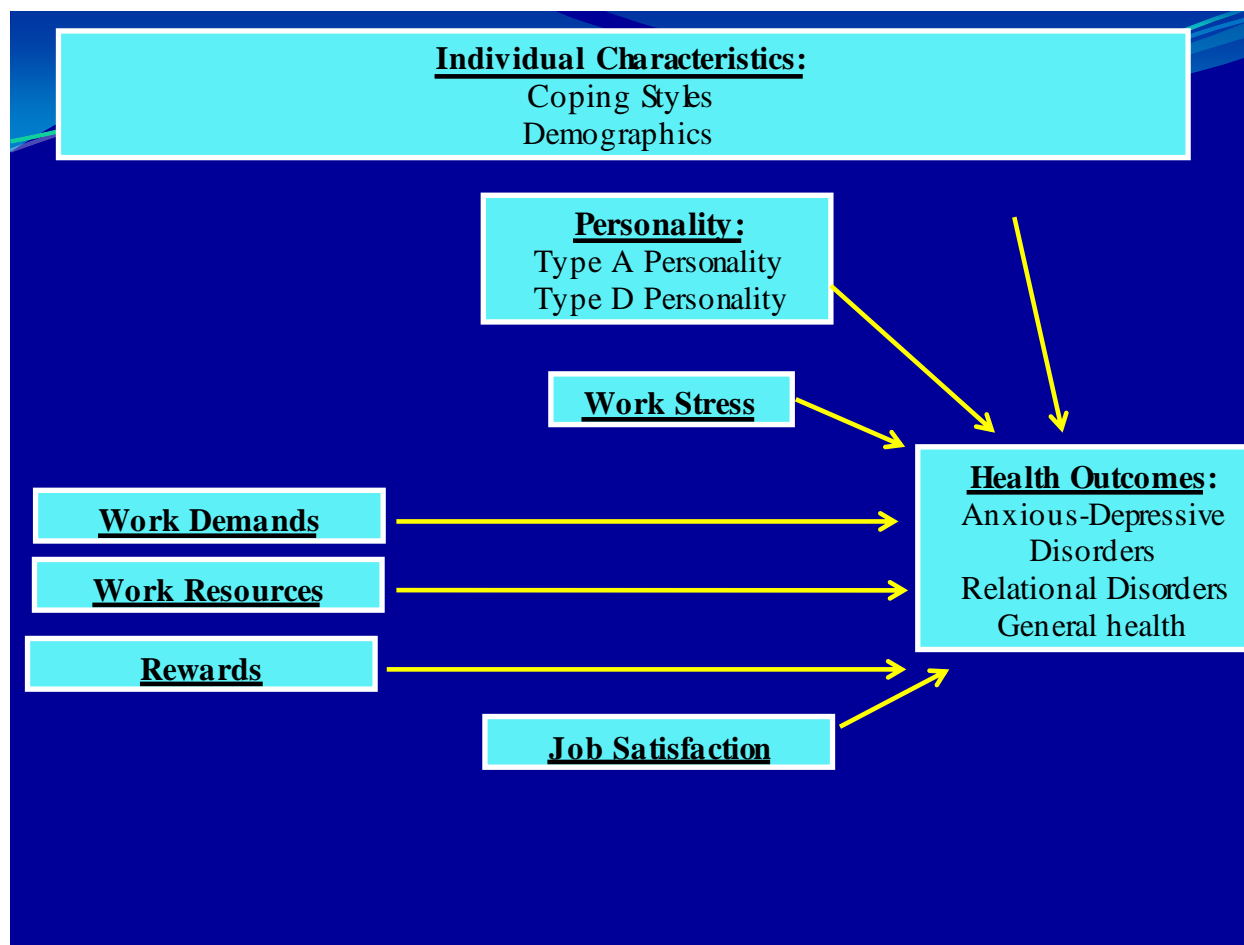 Individual Characteristics:
Coping Styles
Demographics
Personality:
Type A Personality
Type D Personality
Work Stress
Health Outcomes:
Anxious-Depressive
Disorders
Relational Disorders
General health
Work Demands
Work Resources
Rewards
Job Satisfaction